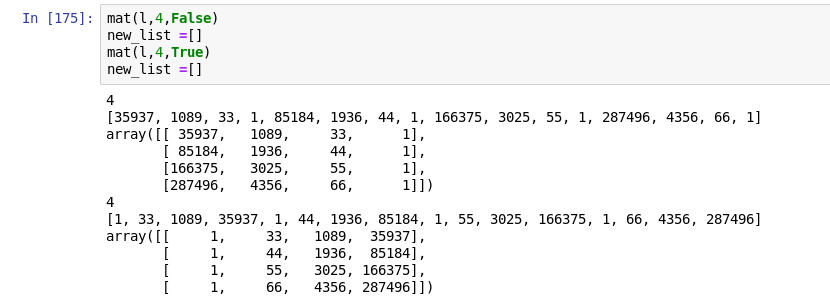 In [175]: mat(l,4,False)
new_list =[]
mat(l,4,True)
new_list =[]
4
[35937, 1089, 33, 1, 85184, 1936, 44, 1, 166375, 3025, 55, 1, 287496, 4356, 66, 1]
array([[ 35937,   1089,     33,      1],
       [ 85184,   1936,     44,      1],
       [166375,   3025,     55,      1],
       [287496,   4356,     66,      1]])
4
[1, 33, 1089, 35937, 1, 44, 1936, 85184, 1, 55, 3025, 166375, 1, 66, 4356, 287496]
array([[     1,     33,   1089,  35937],
       [     1,     44,   1936,  85184],
       [     1,     55,   3025, 166375],
       [     1,     66,   4356, 287496]])